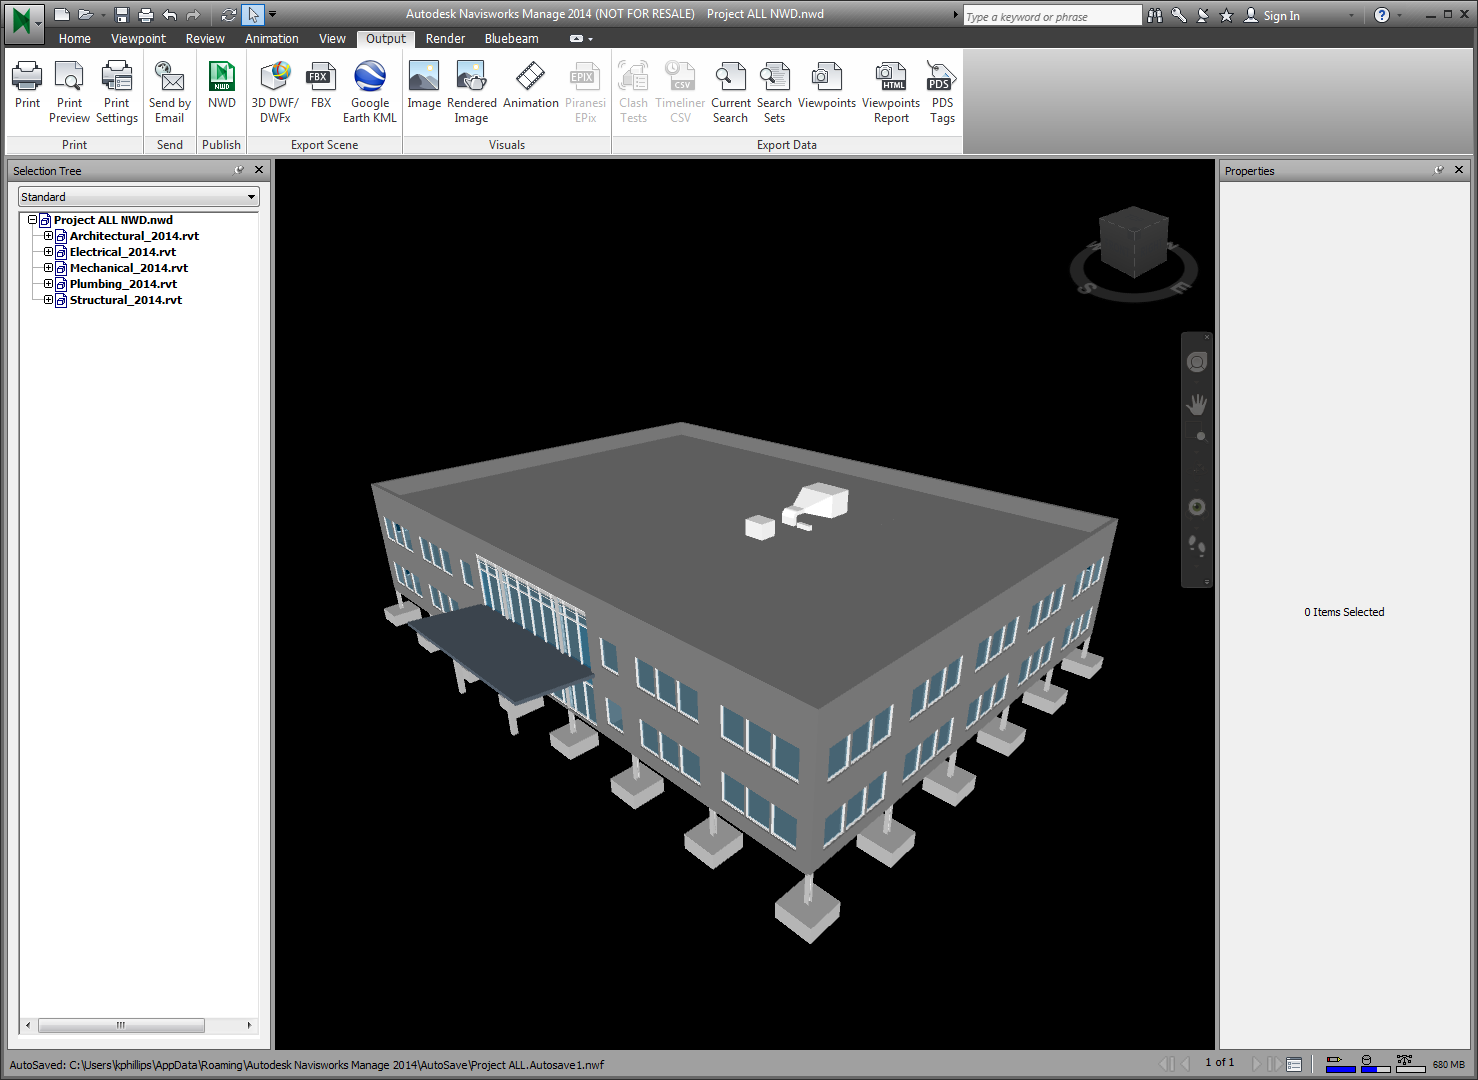 Autodesk Navisworks Manage 2014 (NOT FOR RESALE) Project ALL NWD.nwd
Type a keyword or phrase
Sign In
Home Viewpoint Review Animation View Output Render Bluebeam
Print
Print Preview
Print Settings
Send by Email
NWD
NWD
3D DWF/ DWFx
FBX
FBX
Google Earth KML
Image
Rendered Image
Animation
EPIX
Piranesi EPix
Clash Tests
CSV
Timeliner CSV
Current Search
Search Sets
Viewpoints
HTML
Viewpoints Report
PDS
PDS Tags
Print Send Publish Export Scene Visuals Export Data
Selection Tree
Standard
Project ALL NWD.nwd
Architectural_2014.rvt
Electrical_2014.rvt
Mechanical_2014.rvt
Plumbing_2014.rvt
Structural_2014.rvt
N
S
E
Properties
0 Items Selected
AutoSaved: C:\Users\kphillips\AppData\Roaming\Autodesk Navisworks Manage 2014\AutoSave\Project ALL.Autosave1.nwf
1 of 1
680 MB